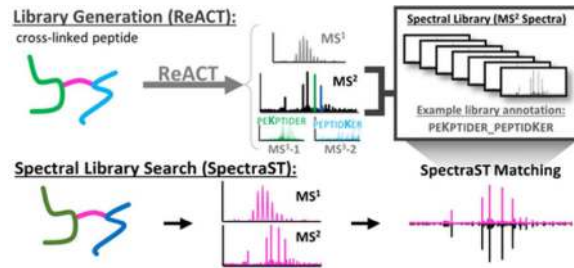 Library Generation (ReACT):
cross-linked peptide
ReACT
MS¹
MS²
PEKPTIDER
PEPTIDKER
MS³-1
MS³-2
Spectral Library (MS² Spectra)
Example library annotation:
PEKPTIDER_PEPTIDKER
Spectral Library Search (SpectraST)
MS¹
MS²
SpectraST Matching